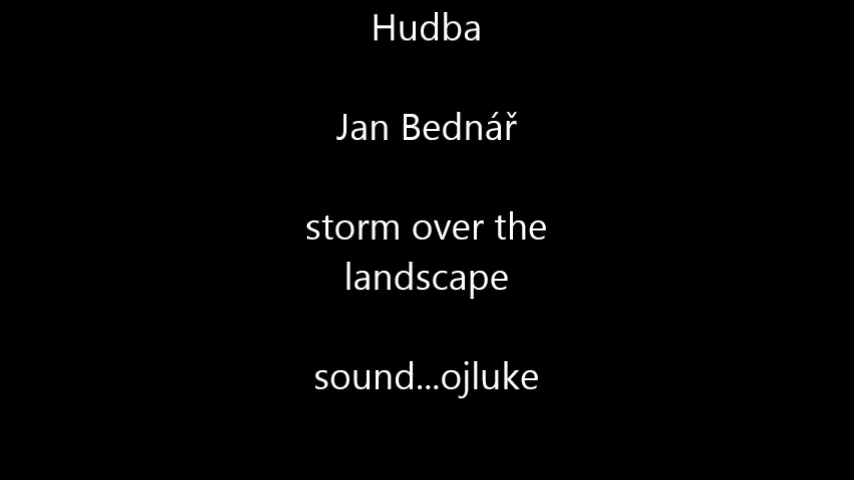 Hudba
Jan Bednář
storm over the
landscape
sound...ojluke